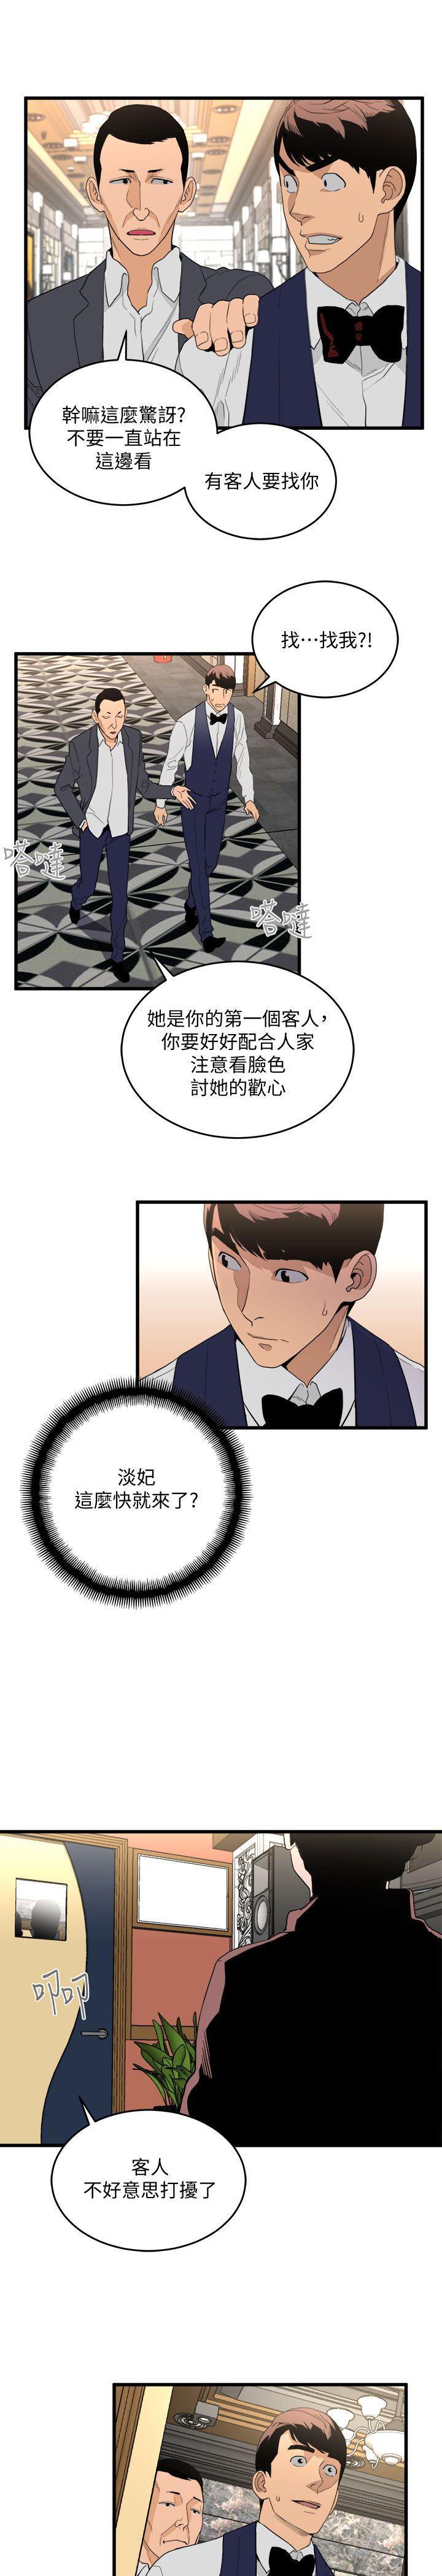 幹嘛這麼驚訝?
不要一直站在
這邊看
有客人要找你
找⋯找我?!
嗒噠
嗒噠
她是你的第一個客人,
你要好好配合人家
注意看臉色
討她的歡心
淡妃
這麼快就來了?
叩叩
客人
不好意思打擾了